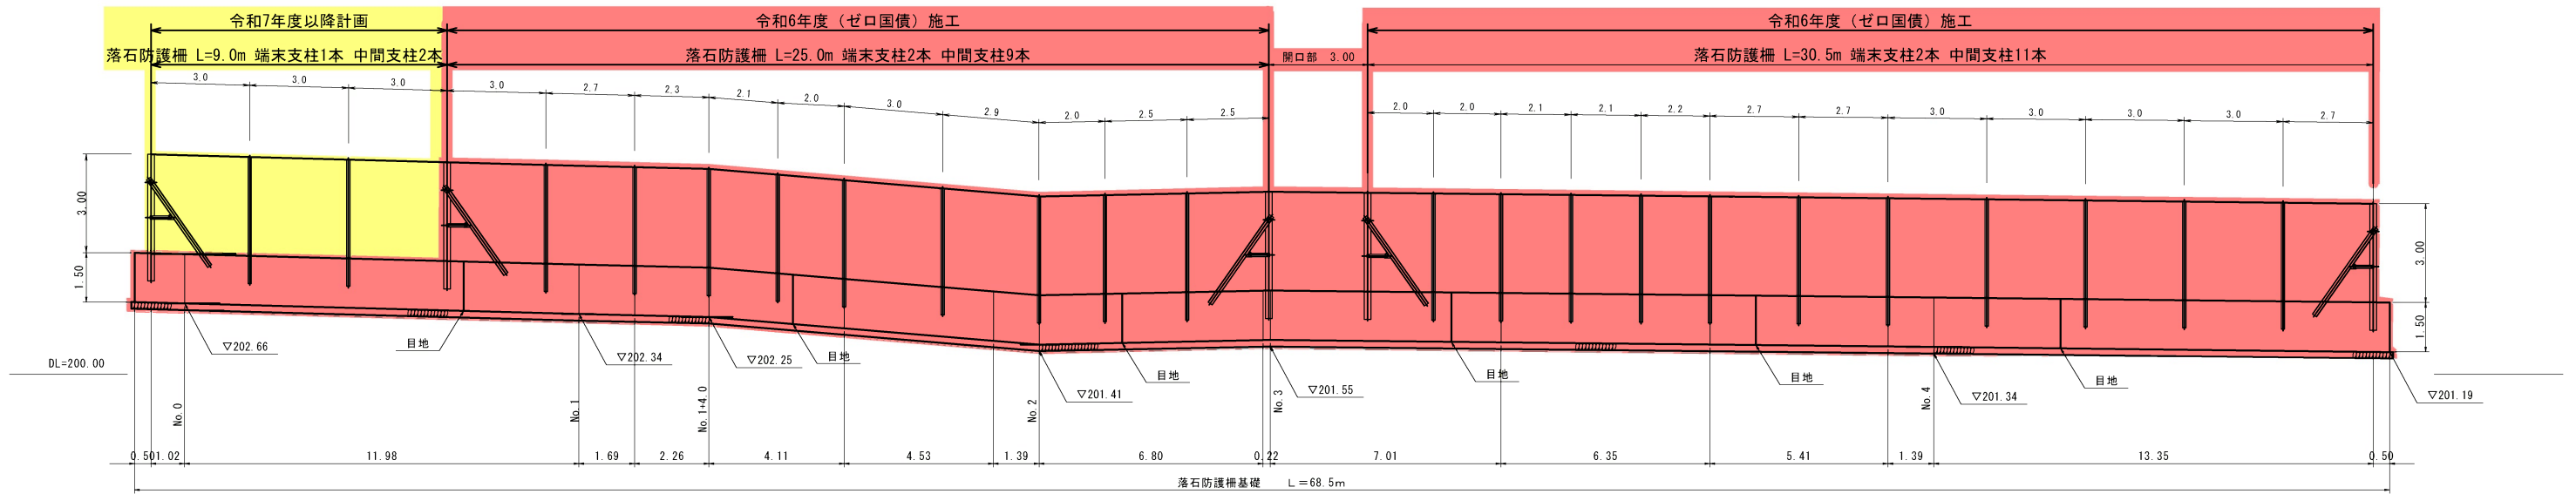 令和7年度以降計画
令和6年度（ゼロ国債）施工
令和6年度（ゼロ国債）施工
落石防護柵 L=9.0m 端末支柱1本 中間支柱2本
落石防護柵 L=25.0m 端末支柱2本 中間支柱9本
開口部 3.00
落石防護柵 L=30.5m 端末支柱2本 中間支柱11本
3.0 3.0 3.0 3.0 2.7 2.3 2.1 2.0 3.0 2.9 2.0 2.5 2.5
2.0 2.0 2.1 2.1 2.2 2.7 2.7 3.0 3.0 3.0 3.0 2.7
3.00
1.50
3.00
1.50
DL=200.00
▽202.66
目地
▽202.34
▽202.25
目地
▽201.41
目地
▽201.55
目地
目地
▽201.34
目地
▽201.19
No.0
No.1
No.1+4.0
No.2
No.3
No.4
0.50 1.02 11.98 1.69 2.26 4.11 4.53 1.39 6.80 0.22 7.01 6.35 5.41 1.39 13.35 0.50
落石防護柵基礎 L=68.5m